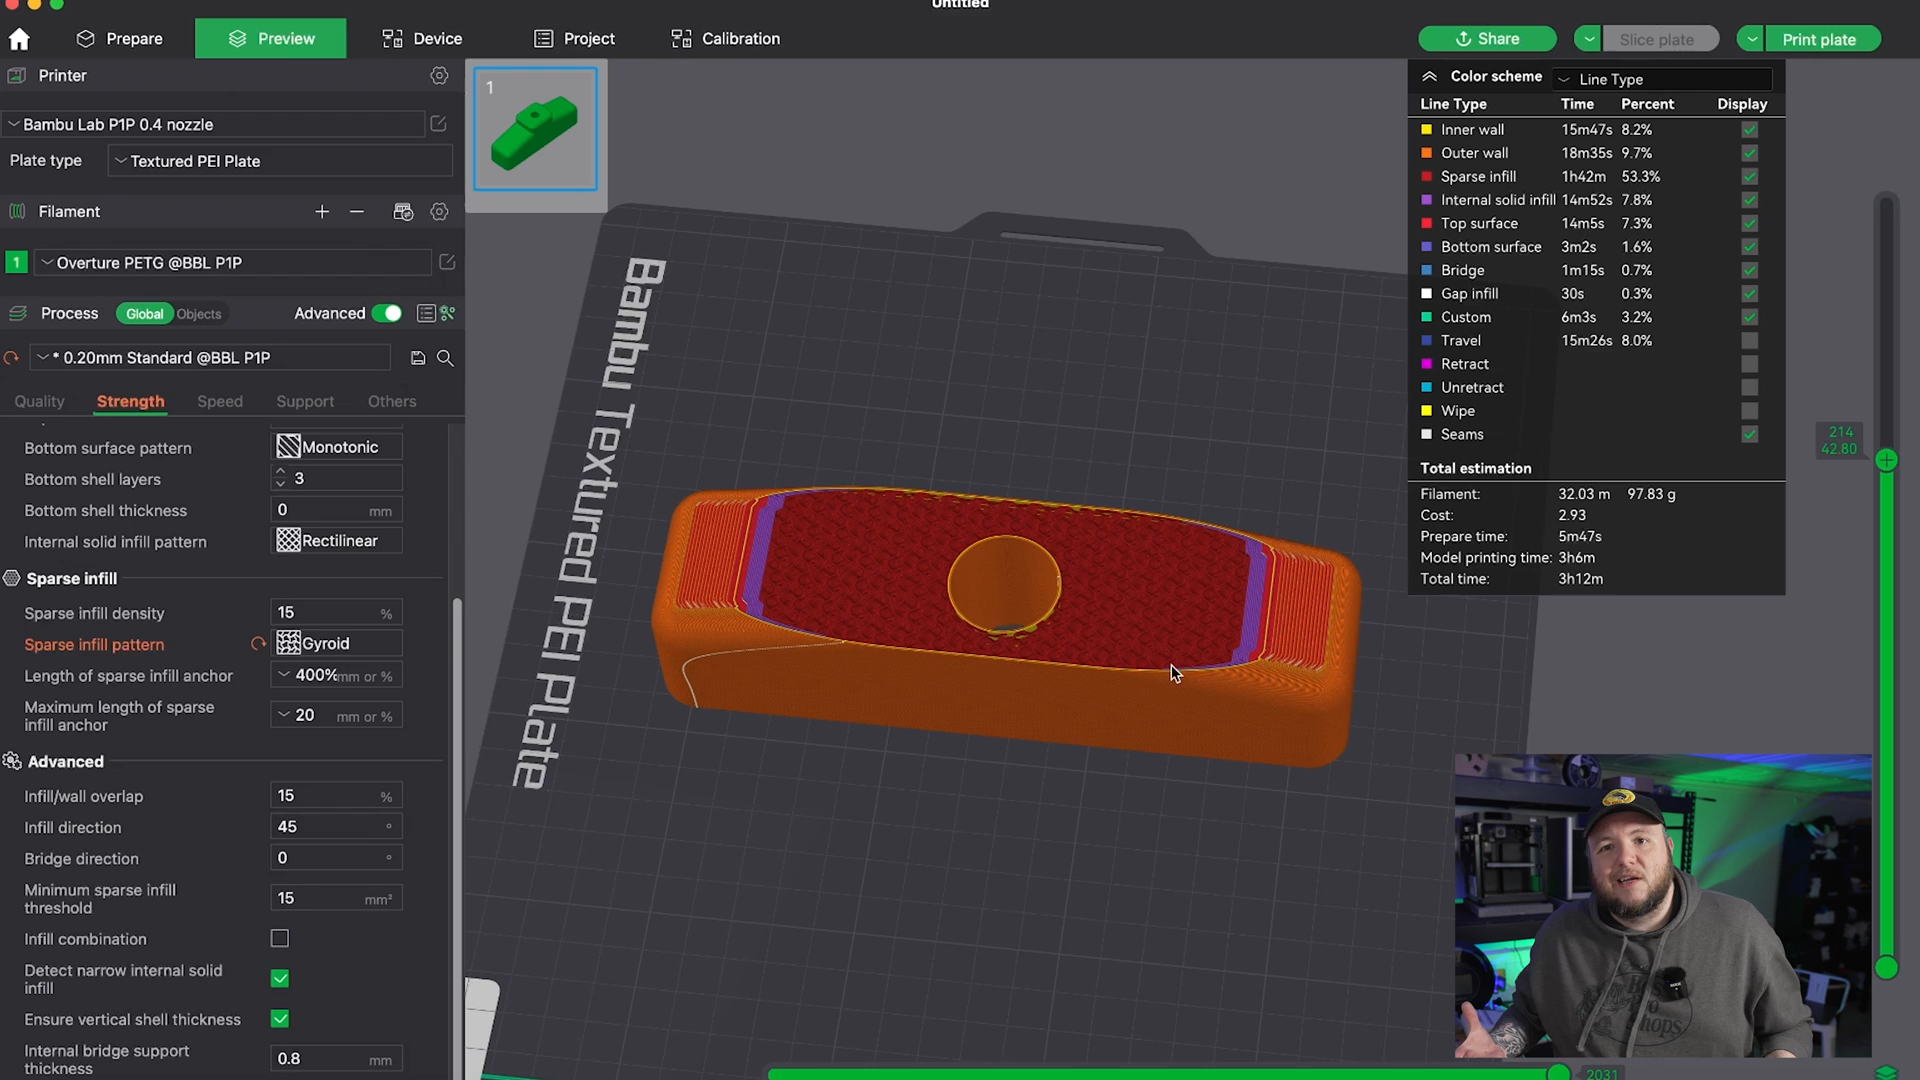 Untitled
Prepare
Preview
Device
Project
Calibration
Share
Slice plate
Print plate
Printer
Bambu Lab P1P 0.4 nozzle
Plate type
Textured PEI Plate
Filament
1
Overture PETG @BBL P1P
Process
Global
Objects
Advanced
* 0.20mm Standard @BBL P1P
Quality
Strength
Speed
Support
Others
Bottom surface pattern
Monotonic
Bottom shell layers
3
Bottom shell thickness
0 mm
Internal solid infill pattern
Rectilinear
Sparse infill
Sparse infill density
15 %
Sparse infill pattern
Gyroid
Length of sparse infill anchor
400% mm or %
Maximum length of sparse
infill anchor
20 mm or %
Advanced
Infill/wall overlap
15 %
Infill direction
45 °
Bridge direction
0 °
Minimum sparse infill
threshold
15 mm²
Infill combination
Detect narrow internal solid
infill
Ensure vertical shell thickness
Internal bridge support
thickness
0.8 mm
1
Bambu Textured PEI Plate
Color scheme
Line Type
Line Type Time Percent Display
Inner wall 15m47s 8.2%
Outer wall 18m35s 9.7%
Sparse infill 1h42m 53.3%
Internal solid infill 14m52s 7.8%
Top surface 14m5s 7.3%
Bottom surface 3m2s 1.6%
Bridge 1m15s 0.7%
Gap infill 30s 0.3%
Custom 6m3s 3.2%
Travel 15m26s 8.0%
Retract
Unretract
Wipe
Seams
Total estimation
Filament: 32.03 m 97.83 g
Cost: 2.93
Prepare time: 5m47s
Model printing time: 3h6m
Total time: 3h12m
214
42.80
2031